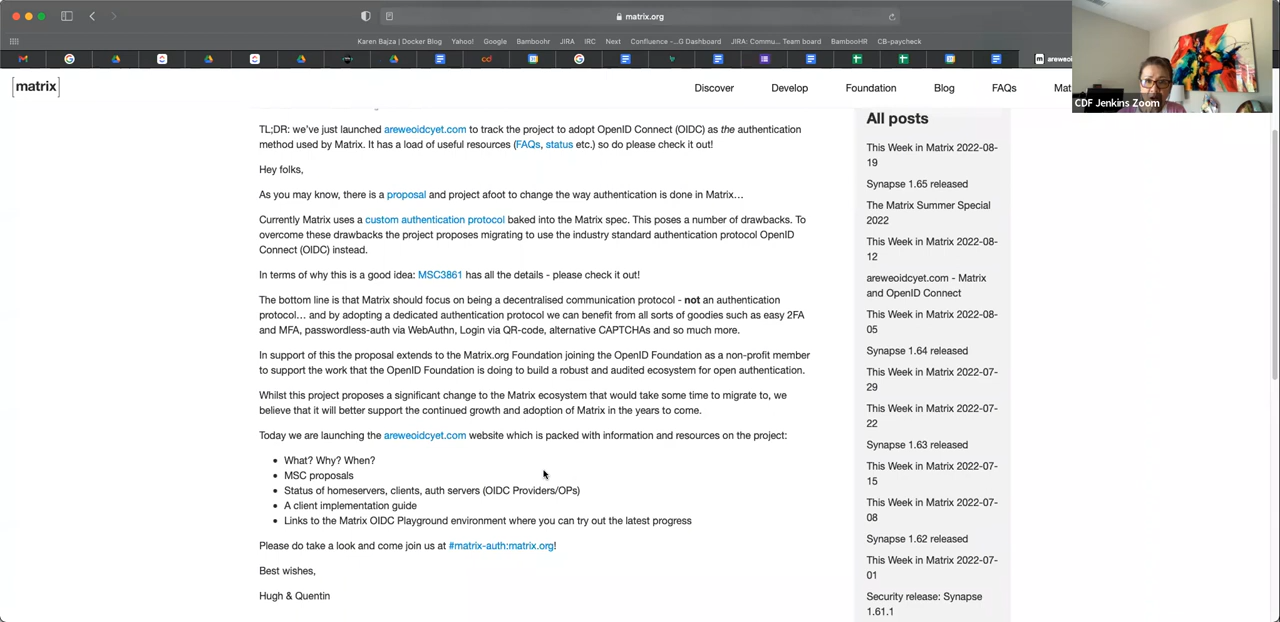 matrix.org
Karen Bajza | Docker Blog Yahoo! Google Bamboohr JIRA IRC Next Confluence -...G Dashboard JIRA: Commu... Team board BambooHR CB-paycheck
areweoidc
[matrix]
Discover Develop Foundation Blog FAQs Mat
CDF Jenkins Zoom
TL;DR: we've just launched areweoidcyet.com to track the project to adopt OpenID Connect (OIDC) as the authentication
method used by Matrix. It has a load of useful resources (FAQs, status etc.) so do please check it out!
Hey folks,
As you may know, there is a proposal and project afoot to change the way authentication is done in Matrix…
Currently Matrix uses a custom authentication protocol baked into the Matrix spec. This poses a number of drawbacks. To
overcome these drawbacks the project proposes migrating to use the industry standard authentication protocol OpenID
Connect (OIDC) instead.
In terms of why this is a good idea: MSC3861 has all the details - please check it out!
The bottom line is that Matrix should focus on being a decentralised communication protocol - not an authentication
protocol… and by adopting a dedicated authentication protocol we can benefit from all sorts of goodies such as easy 2FA
and MFA, passwordless-auth via WebAuthn, Login via QR-code, alternative CAPTCHAs and so much more.
In support of this the proposal extends to the Matrix.org Foundation joining the OpenID Foundation as a non-profit member
to support the work that the OpenID Foundation is doing to build a robust and audited ecosystem for open authentication.
Whilst this project proposes a significant change to the Matrix ecosystem that would take some time to migrate to, we
believe that it will better support the continued growth and adoption of Matrix in the years to come.
Today we are launching the areweoidcyet.com website which is packed with information and resources on the project:
• What? Why? When?
• MSC proposals
• Status of homeservers, clients, auth servers (OIDC Providers/OPs)
• A client implementation guide
• Links to the Matrix OIDC Playground environment where you can try out the latest progress
Please do take a look and come join us at #matrix-auth:matrix.org!
Best wishes,
Hugh & Quentin
All posts
This Week in Matrix 2022-08-
19
Synapse 1.65 released
The Matrix Summer Special
2022
This Week in Matrix 2022-08-
12
areweoidcyet.com - Matrix
and OpenID Connect
This Week in Matrix 2022-08-
05
Synapse 1.64 released
This Week in Matrix 2022-07-
29
This Week in Matrix 2022-07-
22
Synapse 1.63 released
This Week in Matrix 2022-07-
15
This Week in Matrix 2022-07-
08
Synapse 1.62 released
This Week in Matrix 2022-07-
01
Security release: Synapse
1.61.1